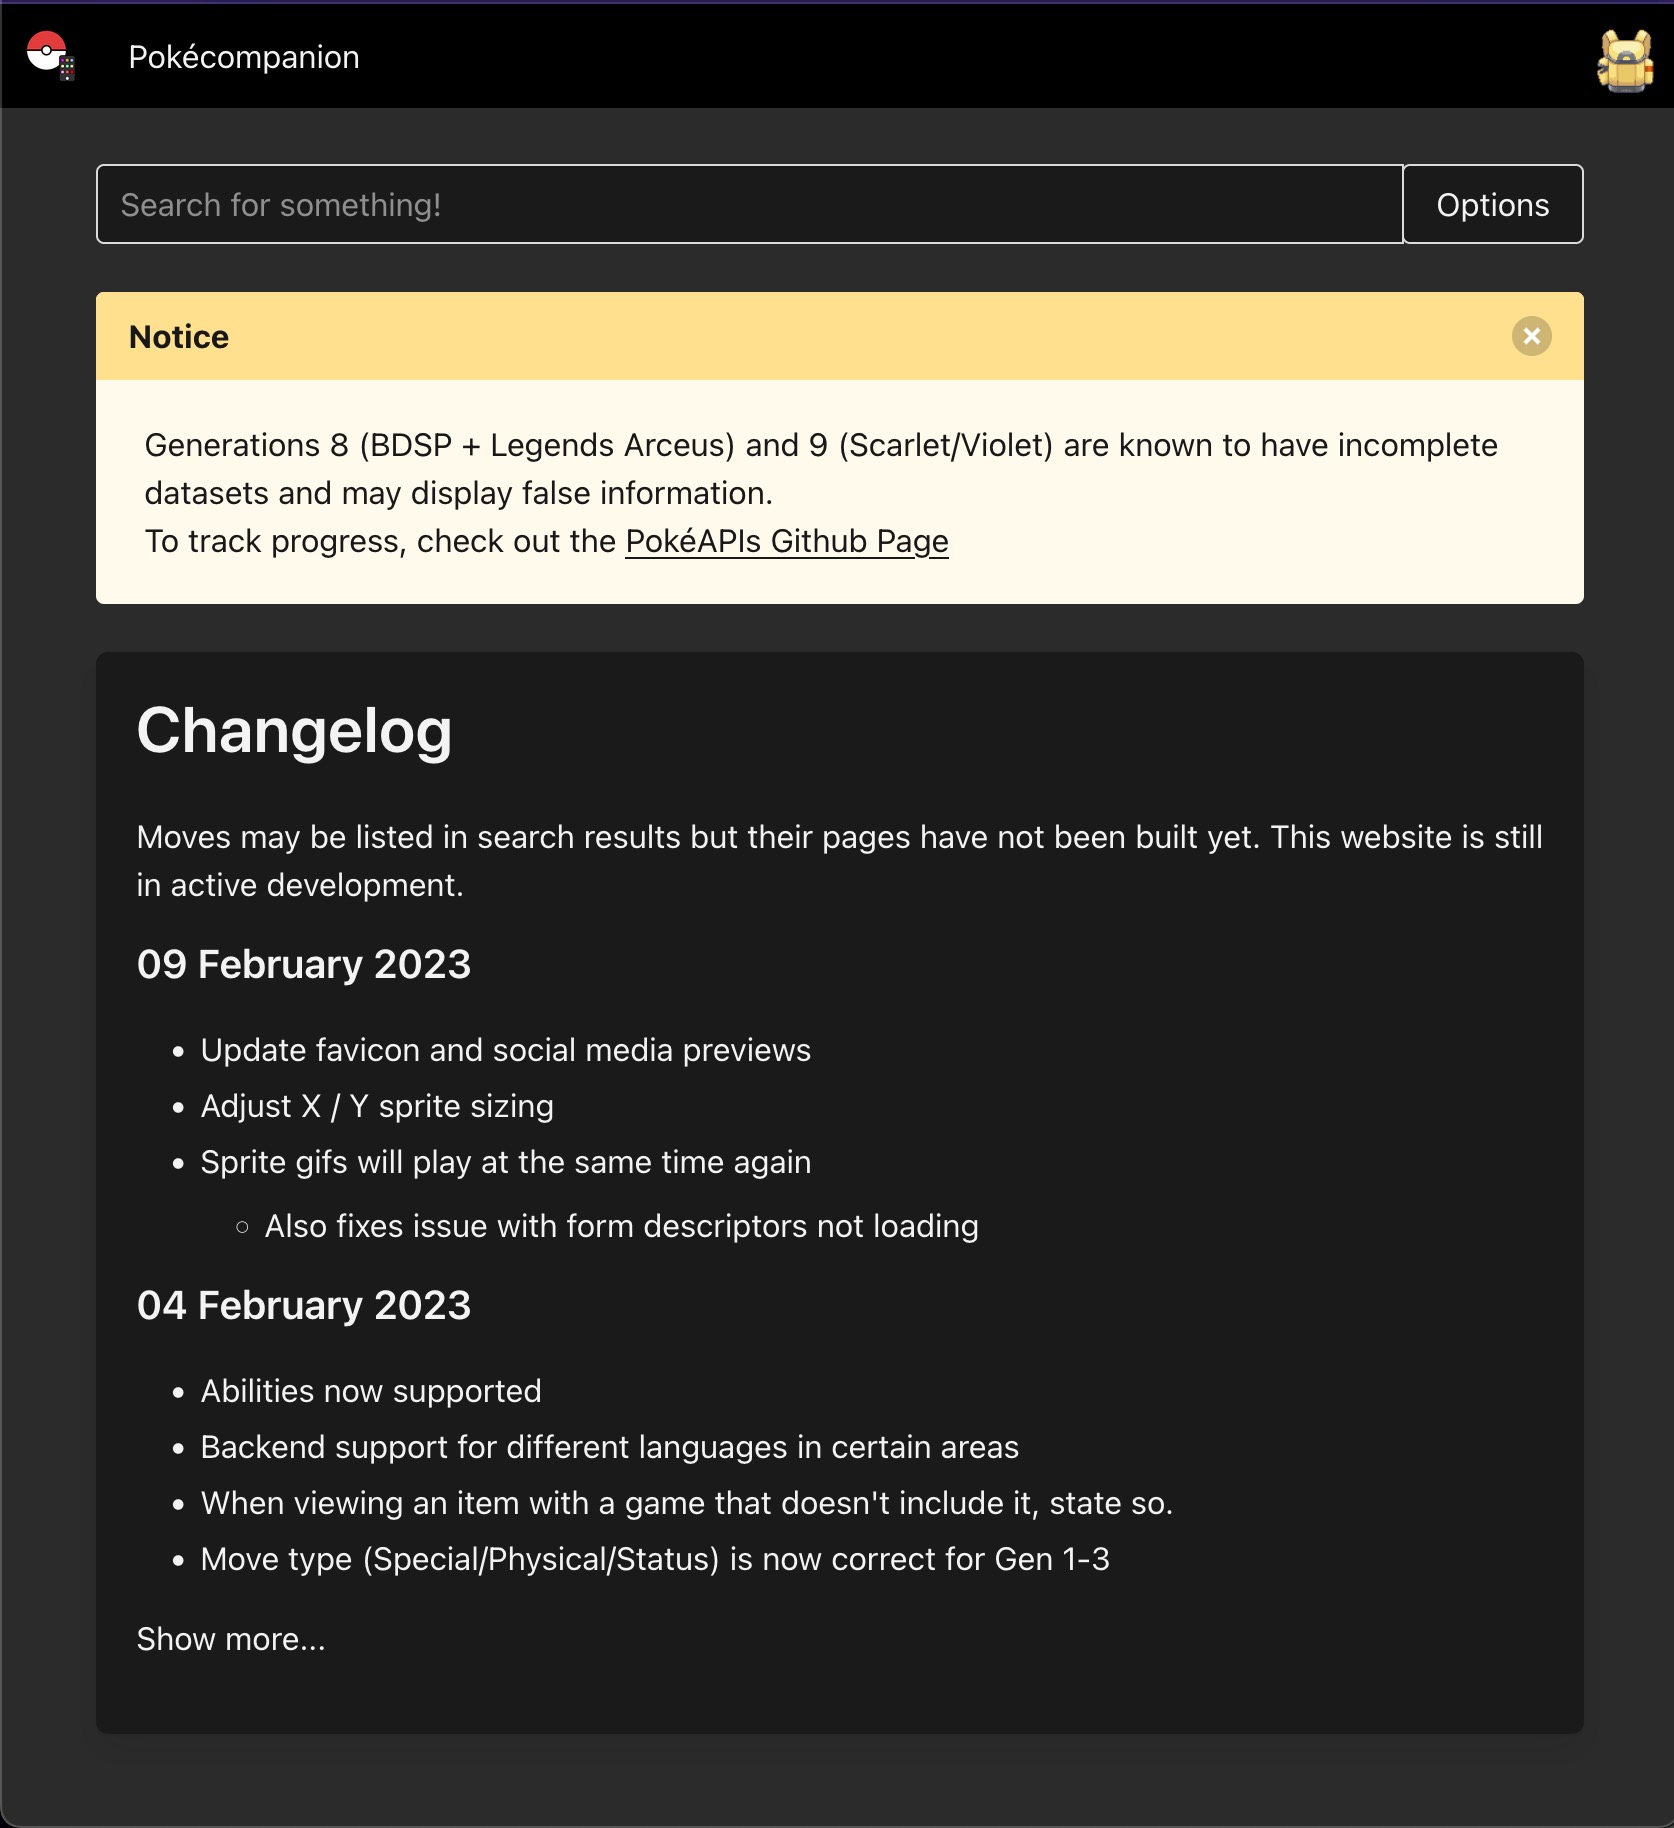 Pokécompanion
Search for something!
Options
Notice
Generations 8 (BDSP + Legends Arceus) and 9 (Scarlet/Violet) are known to have incomplete
datasets and may display false information.
To track progress, check out the PokéAPIs Github Page
Changelog
Moves may be listed in search results but their pages have not been built yet. This website is still
in active development.
09 February 2023
• Update favicon and social media previews
• Adjust X / Y sprite sizing
• Sprite gifs will play at the same time again
◦ Also fixes issue with form descriptors not loading
04 February 2023
• Abilities now supported
• Backend support for different languages in certain areas
• When viewing an item with a game that doesn't include it, state so.
• Move type (Special/Physical/Status) is now correct for Gen 1-3
Show more...